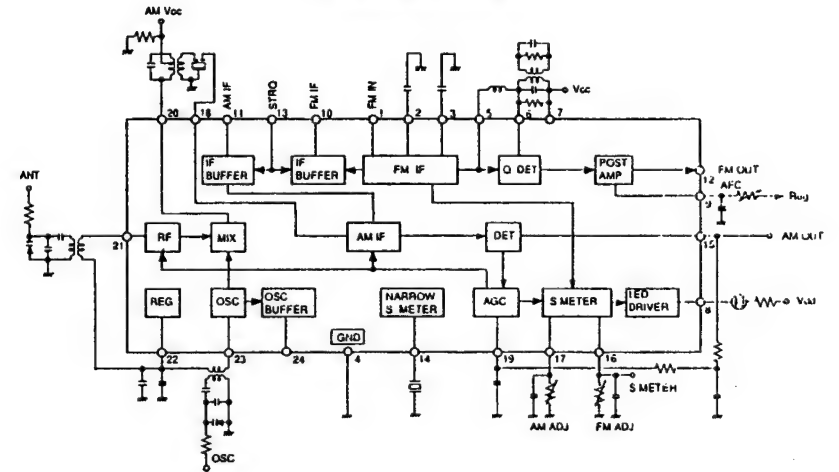 AM Vcc
AM IF
STRQ
FM IF
FM IN
Vcc
20
18
11
13
10
1
2
3
5
6
7
IF
BUFFER
IF
BUFFER
FM IF
Q DET
POST
AMP
12
FM OUT
AFC
9
Reg
ANT
21
RF
MIX
AM IF
DET
15
AM OUT
REG
OSC
OSC
BUFFER
NARROW
S METER
AGC
S METER
LED
DRIVER
8
Vdd
GND
22
23
24
4
14
19
17
16
S METER
AM ADJ
FM ADJ
OSC